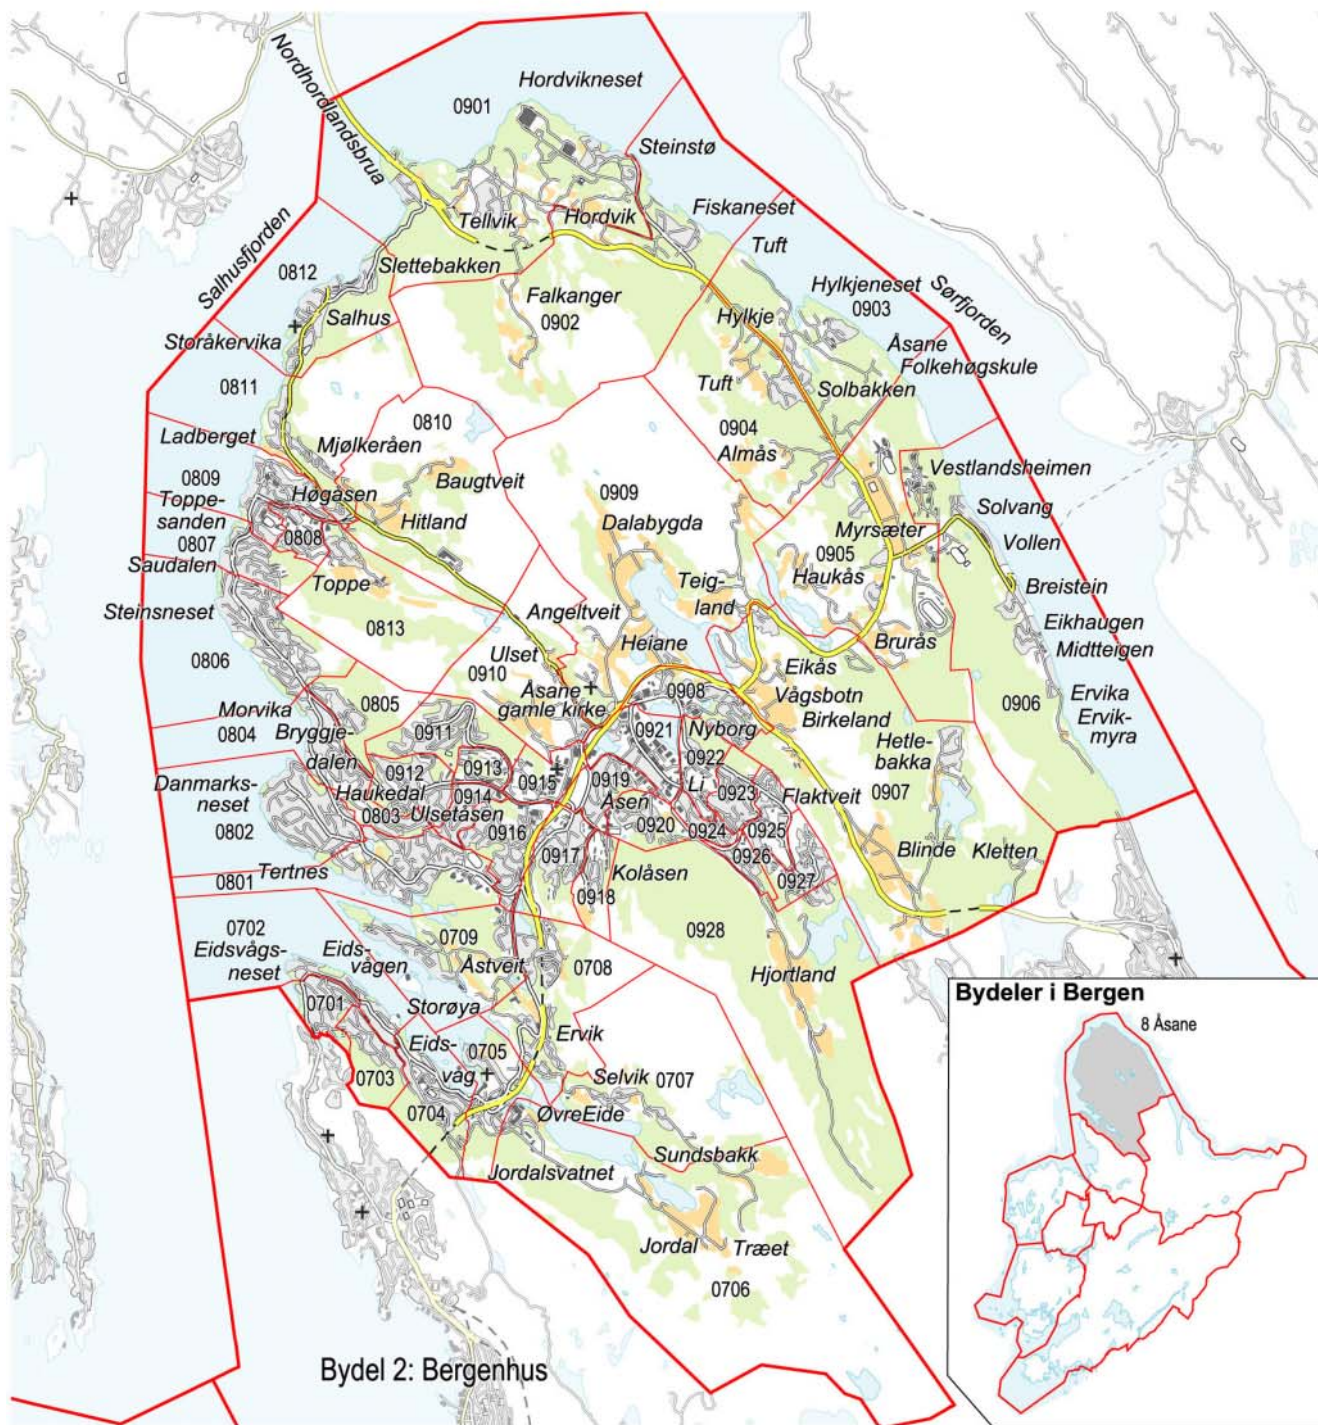 Hordvikneset
0901
Nordhordlandsbrua
Steinstø
Fiskaneset
Tellvik
Hordvik
Tuft
Salhusfjorden
0812
Slettebakken
Falkanger
0902
Hylkjeneset
0903
Sørfjorden
Salhus
Hylkje
Åsane
Folkehøgskule
Storåkervika
0811
Tuft
Solbakken
0810
0904
Ladberget
Mjølkeråen
Almås
0809
Baugtveit
0909
Vestlandsheimen
Toppe-
sanden
Høgåsen
Hitland
Dalabygda
Solvang
0807
0808
Myrsæter
Vollen
Saudalen
Toppe
0905
Haukås
Teig-
land
Breistein
Steinsneset
Angeltveit
Eikhaugen
0813
Heiane
Brurås
Midtteigen
0806
Ulset
0910
Eikås
Morvika
0805
Åsane
gamle kirke
0908
Vågsbotn
0906
Ervika
Ervik-
myra
0804
Bryggje-
dalen
0911
0921
Nyborg
Birkeland
Hetle-
bakka
0912
0913
0915
0919
0922
Danmarks-
neset
Haukedal
0914
Li
0923
Flaktveit
0907
0802
0803
Ulsetåsen
Åsen
0916
0920
0924
0925
0917
0926
Blinde
Kletten
Tertnes
0801
Kolåsen
0927
0918
0702
0709
0928
Eidsvågs-
neset
Eids-
vågen
Åstveit
0708
Hjortland
0701
Storøya
Ervik
Eids-
våg
0705
0703
Selvik
0707
0704
ØvreEide
Jordalsvatnet
Sundsbakk
Jordal
Træet
0706
Bydel 2: Bergenhus
Bydeler i Bergen
8 Åsane